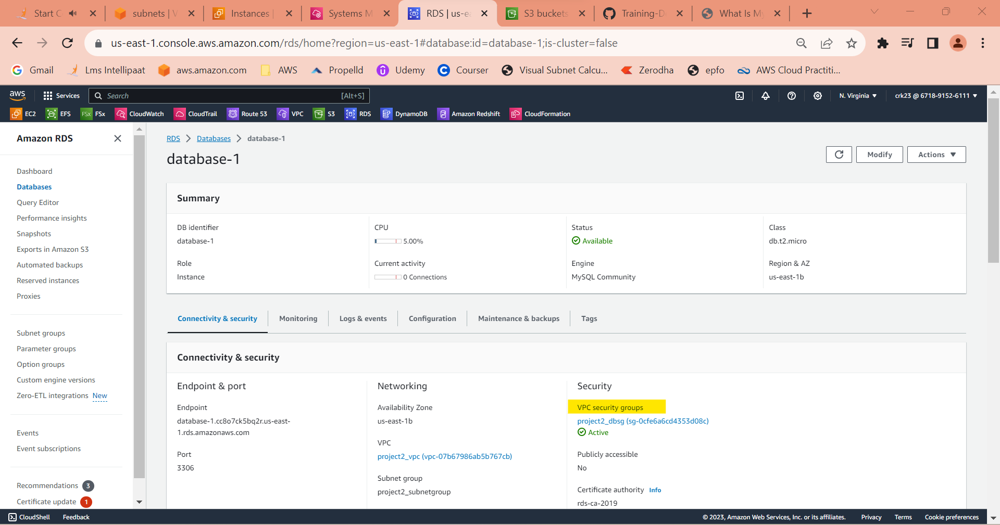 Start C
subnets | V
Instances |
Systems M
RDS | us-ea
S3 buckets
Training-D
What Is My
us-east-1.console.aws.amazon.com/rds/home?region=us-east-1#database:id=database-1;is-cluster=false
Gmail
Lms Intellipaat
aws.amazon.com
AWS
Propelld
Udemy
Courser
Visual Subnet Calcu...
Zerodha
epfo
AWS Cloud Practiti...
aws
Services
Search
[Alt+S]
N. Virginia
crk23 @ 6718-9152-6111
EC2
EFS
FSx
FSx
CloudWatch
CloudTrail
Route 53
VPC
S3
RDS
DynamoDB
Amazon Redshift
CloudFormation
Amazon RDS
Dashboard
Databases
Query Editor
Performance insights
Snapshots
Exports in Amazon S3
Automated backups
Reserved instances
Proxies
Subnet groups
Parameter groups
Option groups
Custom engine versions
Zero-ETL integrations New
Events
Event subscriptions
Recommendations 3
Certificate update 1
RDS
Databases
database-1
database-1
Modify
Actions
Summary
DB identifier
database-1
CPU
5.00%
Status
Available
Class
db.t2.micro
Role
Instance
Current activity
0 Connections
Engine
MySQL Community
Region & AZ
us-east-1b
Connectivity & security
Monitoring
Logs & events
Configuration
Maintenance & backups
Tags
Connectivity & security
Endpoint & port
Endpoint
database-1.cc8o7ck5bq2r.us-east-
1.rds.amazonaws.com
Port
3306
Networking
Availability Zone
us-east-1b
VPC
project2_vpc (vpc-07b67986ab5b767cb)
Subnet group
project2_subnetgroup
Security
VPC security groups
project2_dbsg (sg-0cfe6a6cd4353d08c)
Active
Publicly accessible
No
Certificate authority Info
rds-ca-2019
CloudShell
Feedback
© 2023, Amazon Web Services, Inc. or its affiliates.
Privacy
Terms
Cookie preferences